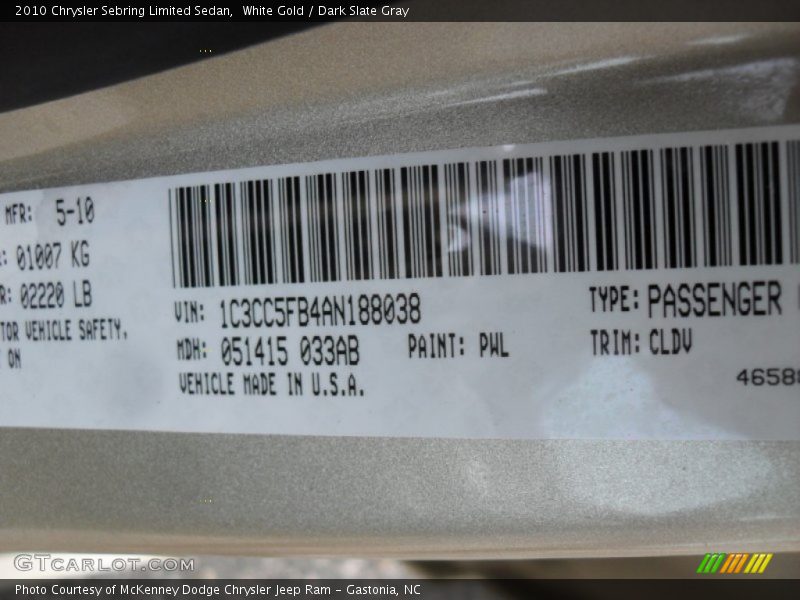 2010 Chrysler Sebring Limited Sedan, White Gold / Dark Slate Gray
MFR: 5-10
01007 KG
R: 02220 LB
TOR VEHICLE SAFETY.
ON
VIN: 1C3CC5FB4AN188038
TYPE: PASSENGER
MDH: 051415 033AB PAINT: PWL TRIM: CLDV
VEHICLE MADE IN U.S.A.
4658
GTCARLOT.COM
Photo Courtesy of McKenney Dodge Chrysler Jeep Ram - Gastonia, NC